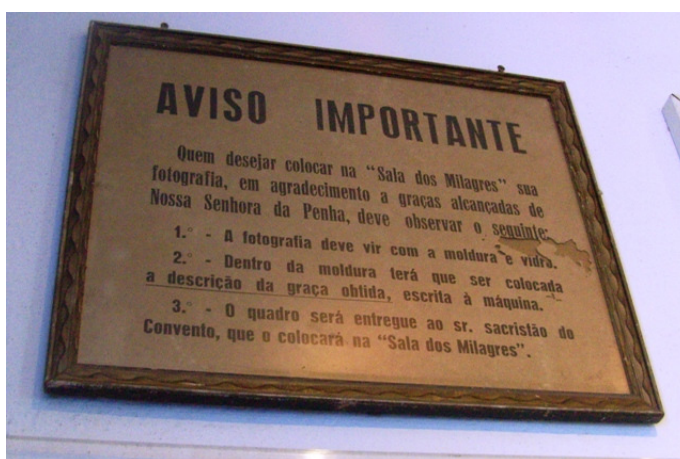 AVISO IMPORTANTE
Quem desejar colocar na “Sala dos Milagres” sua
fotografia, em agradecimento a graças alcançadas de
Nossa Senhora da Penha, deve observar o seguinte:
1.° - A fotografia deve vir com a moldura e vidro.
2.° - Dentro da moldura terá que ser colocada
a descrição da graça obtida, escrita à máquina.
3.° - O quadro será entregue ao sr. sacristão do
Convento, que o colocará na “Sala dos Milagres”.